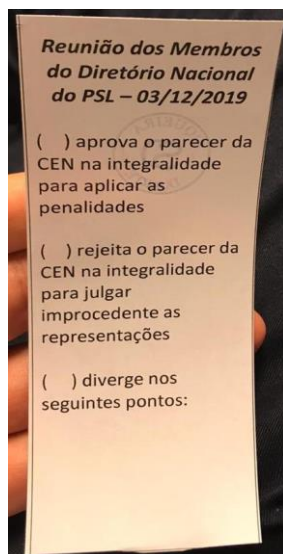 Reunião dos Membros
do Diretório Nacional
do PSL – 03/12/2019
( ) aprova o parecer da
CEN na integralidade
para aplicar as
penalidades
( ) rejeita o parecer da
CEN na integralidade
para julgar
improcedente as
representações
( ) diverge nos
seguintes pontos: